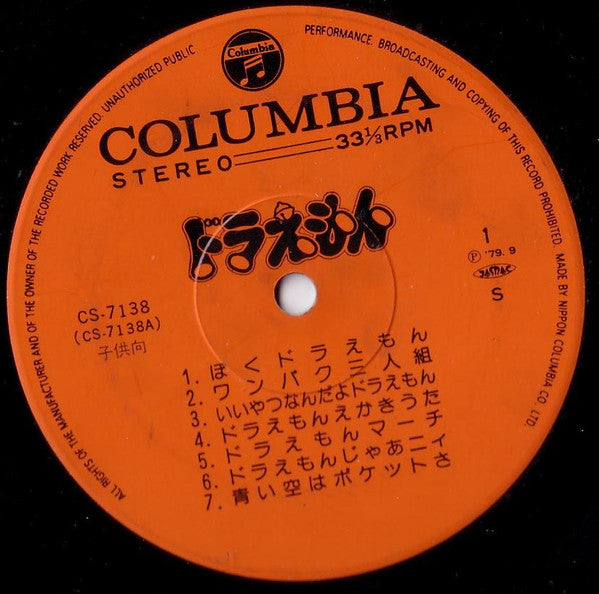 ALL RIGHTS OF THE MANUFACTURER AND OF THE OWNER OF THE RECORDED WORK RESERVED. UNAUTHORIZED PUBLIC PERFORMANCE, BROADCASTING AND COPYING OF THIS RECORD PROHIBITED. MADE BY NIPPON COLUMBIA CO. LTD.
Columbia
COLUMBIA
STEREO 33⅓RPM
ドラえもん
1
Ⓟ '79. 9
JASRAC
S
CS-7138
(CS-7138A)
子供向
1. ぼくドラえもん
2. ワンパク三人組
3. いいやつなんだよドラえもん
4. ドラえもんえかきうた
5. ドラえもんマーチ
6. ドラえもんじゃあニィ
7. 青い空はポケットさ